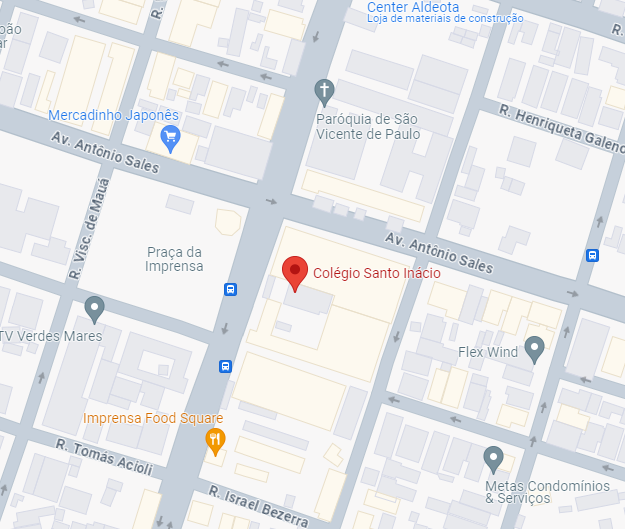 Center Aldeota
Loja de materiais de construção
R.
R.
oão
ar
Mercadinho Japonês
Paróquia de São
Vicente de Paulo
R. Henriqueta Galeno
Av. Antônio Sales
R. Visc. de Mauá
Praça da
Imprensa
Av. Antônio Sales
Colégio Santo Inácio
TV Verdes Mares
Flex Wind
Imprensa Food Square
R. Tomás Acioli
Metas Condomínios
& Serviços
R. Israel Bezerra